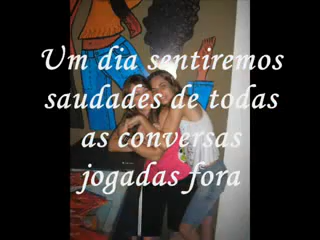 Um dia sentiremos
saudades de todas
as conversas
jogadas fora